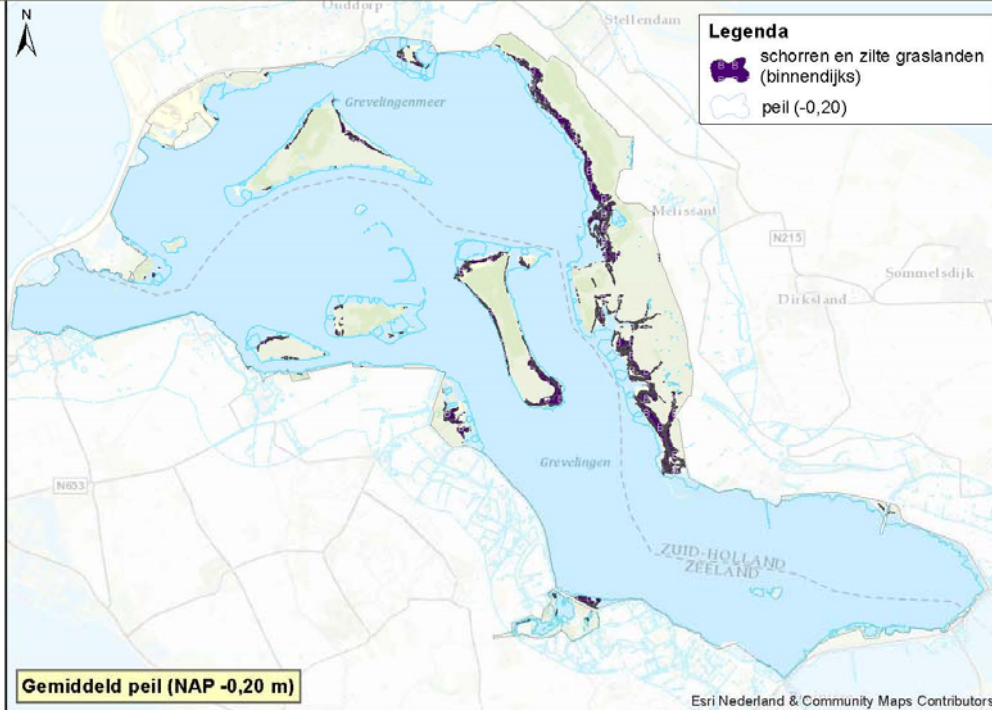 N
Ouddorp
Stellendam
Legenda
schorren en zilte graslanden
(binnendijks)
peil (-0,20)
Grevelingenmeer
Melissant
N215
Sommelsdijk
Dirksland
Grevelingen
N653
ZUID-HOLLAND
ZEELAND
Gemiddeld peil (NAP -0,20 m)
Esri Nederland & Community Maps Contributors